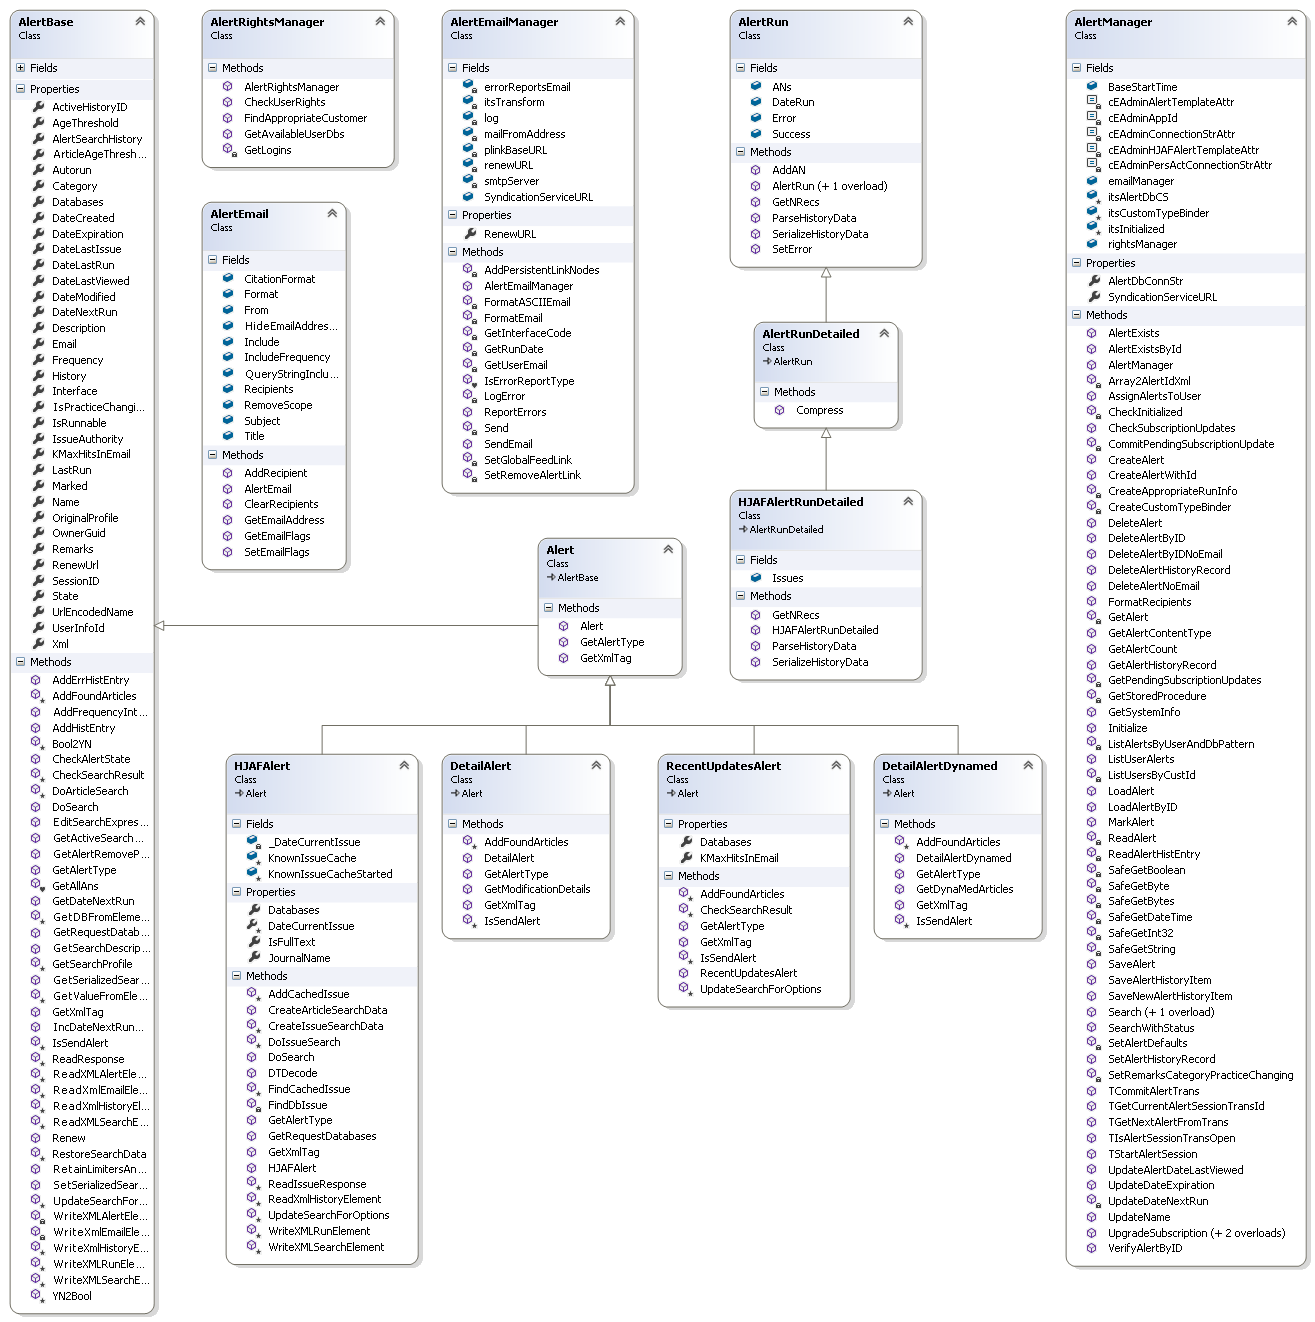 AlertBase
Class
Fields
Properties
ActiveHistoryID
AgeThreshold
AlertSearchHistory
ArticleAgeThresh...
Autorun
Category
Databases
DateCreated
DateExpiration
DateLastIssue
DateLastRun
DateLastViewed
DateModified
DateNextRun
Description
Email
Frequency
History
Interface
IsPracticeChangi...
IsRunnable
IssueAuthority
KMaxHitsInEmail
LastRun
Marked
Name
OriginalProfile
OwnerGuid
Remarks
RenewUrl
SessionID
State
UrlEncodedName
UserInfoId
Xml
Methods
AddErrHistEntry
AddFoundArticles
AddFrequencyInt...
AddHistEntry
Bool2YN
CheckAlertState
CheckSearchResult
DoArticleSearch
DoSearch
EditSearchExpres...
GetActiveSearch...
GetAlertRemoveP...
GetAlertType
GetAllAns
GetDateNextRun
GetDBFromEleme...
GetRequestDatab...
GetSearchDescrip...
GetSearchProfile
GetSerializedSear...
GetValueFromEle...
GetXmlTag
IncDateNextRun...
IsSendAlert
ReadResponse
ReadXMLAlertEle...
ReadXmlEmailEle...
ReadXmlHistoryEl...
ReadXMLSearchE...
Renew
RestoreSearchData
RetainLimitersAn...
SetSerializedSear...
UpdateSearchFor...
WriteXMLAlertEle...
WriteXmlEmailEle...
WriteXmlHistoryE...
WriteXMLRunEle...
WriteXMLSearchE...
YN2Bool
AlertRightsManager
Class
Methods
AlertRightsManager
CheckUserRights
FindAppropriateCustomer
GetAvailableUserDbs
GetLogins
AlertEmail
Class
Fields
CitationFormat
Format
From
HideEmailAddres...
Include
IncludeFrequency
QueryStringInclu...
Recipients
RemoveScope
Subject
Title
Methods
AddRecipient
AlertEmail
ClearRecipients
GetEmailAddress
GetEmailFlags
SetEmailFlags
AlertEmailManager
Class
Fields
errorReportsEmail
itsTransform
log
mailFromAddress
plinkBaseURL
renewURL
smtpServer
SyndicationServiceURL
Properties
RenewURL
Methods
AddPersistentLinkNodes
AlertEmailManager
FormatASCIIEmail
FormatEmail
GetInterfaceCode
GetRunDate
GetUserEmail
IsErrorReportType
LogError
ReportErrors
Send
SendEmail
SetGlobalFeedLink
SetRemoveAlertLink
AlertRun
Class
Fields
ANs
DateRun
Error
Success
Methods
AddAN
AlertRun (+ 1 overload)
GetNRecs
ParseHistoryData
SerializeHistoryData
SetError
AlertRunDetailed
Class
AlertRun
Methods
Compress
HJAFAlertRunDetailed
Class
AlertRunDetailed
Fields
Issues
Methods
GetNRecs
HJAFAlertRunDetailed
ParseHistoryData
SerializeHistoryData
Alert
Class
AlertBase
Methods
Alert
GetAlertType
GetXmlTag
HJAFAlert
Class
Alert
Fields
_DateCurrentIssue
KnownIssueCache
KnownIssueCacheStarted
Properties
Databases
DateCurrentIssue
IsFullText
JournalName
Methods
AddCachedIssue
CreateArticleSearchData
CreateIssueSearchData
DoIssueSearch
DoSearch
DTDecode
FindCachedIssue
FindDbIssue
GetAlertType
GetRequestDatabases
GetXmlTag
HJAFAlert
ReadIssueResponse
ReadXmlHistoryElement
UpdateSearchForOptions
WriteXMLRunElement
WriteXMLSearchElement
DetailAlert
Class
Alert
Methods
AddFoundArticles
DetailAlert
GetAlertType
GetModificationDetails
GetXmlTag
IsSendAlert
RecentUpdatesAlert
Class
Alert
Properties
Databases
KMaxHitsInEmail
Methods
AddFoundArticles
CheckSearchResult
GetAlertType
GetXmlTag
IsSendAlert
RecentUpdatesAlert
UpdateSearchForOptions
DetailAlertDynamed
Class
Alert
Methods
AddFoundArticles
DetailAlertDynamed
GetAlertType
GetDynaMedArticles
GetXmlTag
IsSendAlert
AlertManager
Class
Fields
BaseStartTime
cEAdminAlertTemplateAttr
cEAdminAppId
cEAdminConnectionStrAttr
cEAdminHJAFAlertTemplateAttr
cEAdminPersActConnectionStrAttr
emailManager
itsAlertDbCS
itsCustomTypeBinder
itsInitialized
rightsManager
Properties
AlertDbConnStr
SyndicationServiceURL
Methods
AlertExists
AlertExistsById
AlertManager
Array2AlertIdXml
AssignAlertsToUser
CheckInitialized
CheckSubscriptionUpdates
CommitPendingSubscriptionUpdate
CreateAlert
CreateAlertWithId
CreateAppropriateRunInfo
CreateCustomTypeBinder
DeleteAlert
DeleteAlertByID
DeleteAlertByIDNoEmail
DeleteAlertHistoryRecord
DeleteAlertNoEmail
FormatRecipients
GetAlert
GetAlertContentType
GetAlertCount
GetAlertHistoryRecord
GetPendingSubscriptionUpdates
GetStoredProcedure
GetSystemInfo
Initialize
ListAlertsByUserAndDbPattern
ListUserAlerts
ListUsersByCustId
LoadAlert
LoadAlertByID
MarkAlert
ReadAlert
ReadAlertHistEntry
SafeGetBoolean
SafeGetByte
SafeGetBytes
SafeGetDateTime
SafeGetInt32
SafeGetString
SaveAlert
SaveAlertHistoryItem
SaveNewAlertHistoryItem
Search (+ 1 overload)
SearchWithStatus
SetAlertDefaults
SetAlertHistoryRecord
SetRemarksCategoryPracticeChanging
TCommitAlertTrans
TGetCurrentAlertSessionTransId
TGetNextAlertFromTrans
TIsAlertSessionTransOpen
TStartAlertSession
UpdateAlertDateLastViewed
UpdateDateExpiration
UpdateDateNextRun
UpdateName
UpgradeSubscription (+ 2 overloads)
VerifyAlertByID